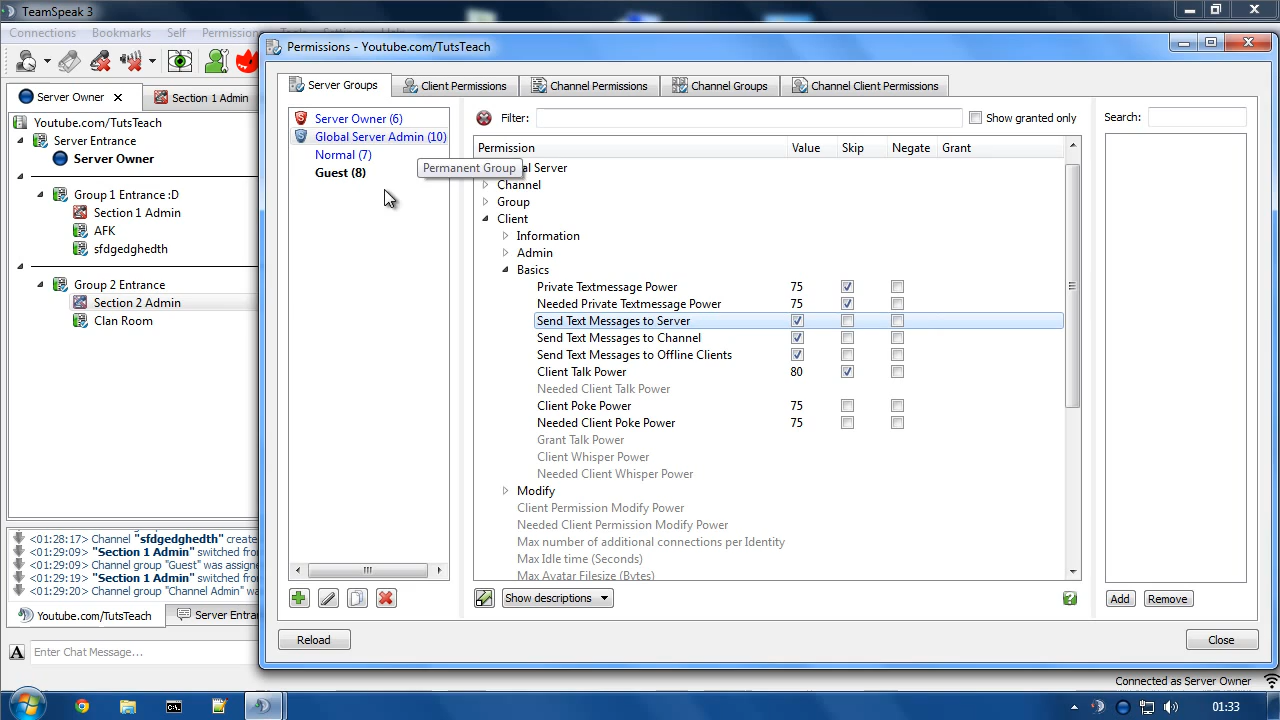 TeamSpeak 3
Connections Bookmarks Self Permissions Tools Settings Help
Permissions - Youtube.com/TutsTeach
Server Owner
Section 1 Admin
Youtube.com/TutsTeach
Server Entrance
Server Owner
Group 1 Entrance :D
Section 1 Admin
AFK
sfdgedghedth
Group 2 Entrance
Section 2 Admin
Clan Room
Server Groups
Client Permissions
Channel Permissions
Channel Groups
Channel Client Permissions
Server Owner (6)
Global Server Admin (10)
Normal (7)
Guest (8)
Permanent Group
Filter:
Show granted only
Search:
Permission Value Skip Negate Grant
al Server
Channel
Group
Client
Information
Admin
Basics
Private Textmessage Power 75
Needed Private Textmessage Power 75
Send Text Messages to Server
Send Text Messages to Channel
Send Text Messages to Offline Clients
Client Talk Power 80
Needed Client Talk Power
Client Poke Power 75
Needed Client Poke Power 75
Grant Talk Power
Client Whisper Power
Needed Client Whisper Power
Modify
Client Permission Modify Power
Needed Client Permission Modify Power
Max number of additional connections per Identity
Max Idle time (Seconds)
Max Avatar Filesize (Bytes)
Show descriptions
Add
Remove
Reload
Close
<01:28:17> Channel "sfdgedghedth" create
<01:29:09> "Section 1 Admin" switched from
<01:29:09> Channel group "Guest" was assigne
<01:29:19> "Section 1 Admin" switched from
<01:29:20> Channel group "Channel Admin" wa
Youtube.com/TutsTeach
Server Entra
A
Enter Chat Message...
Connected as Server Owner
01:33